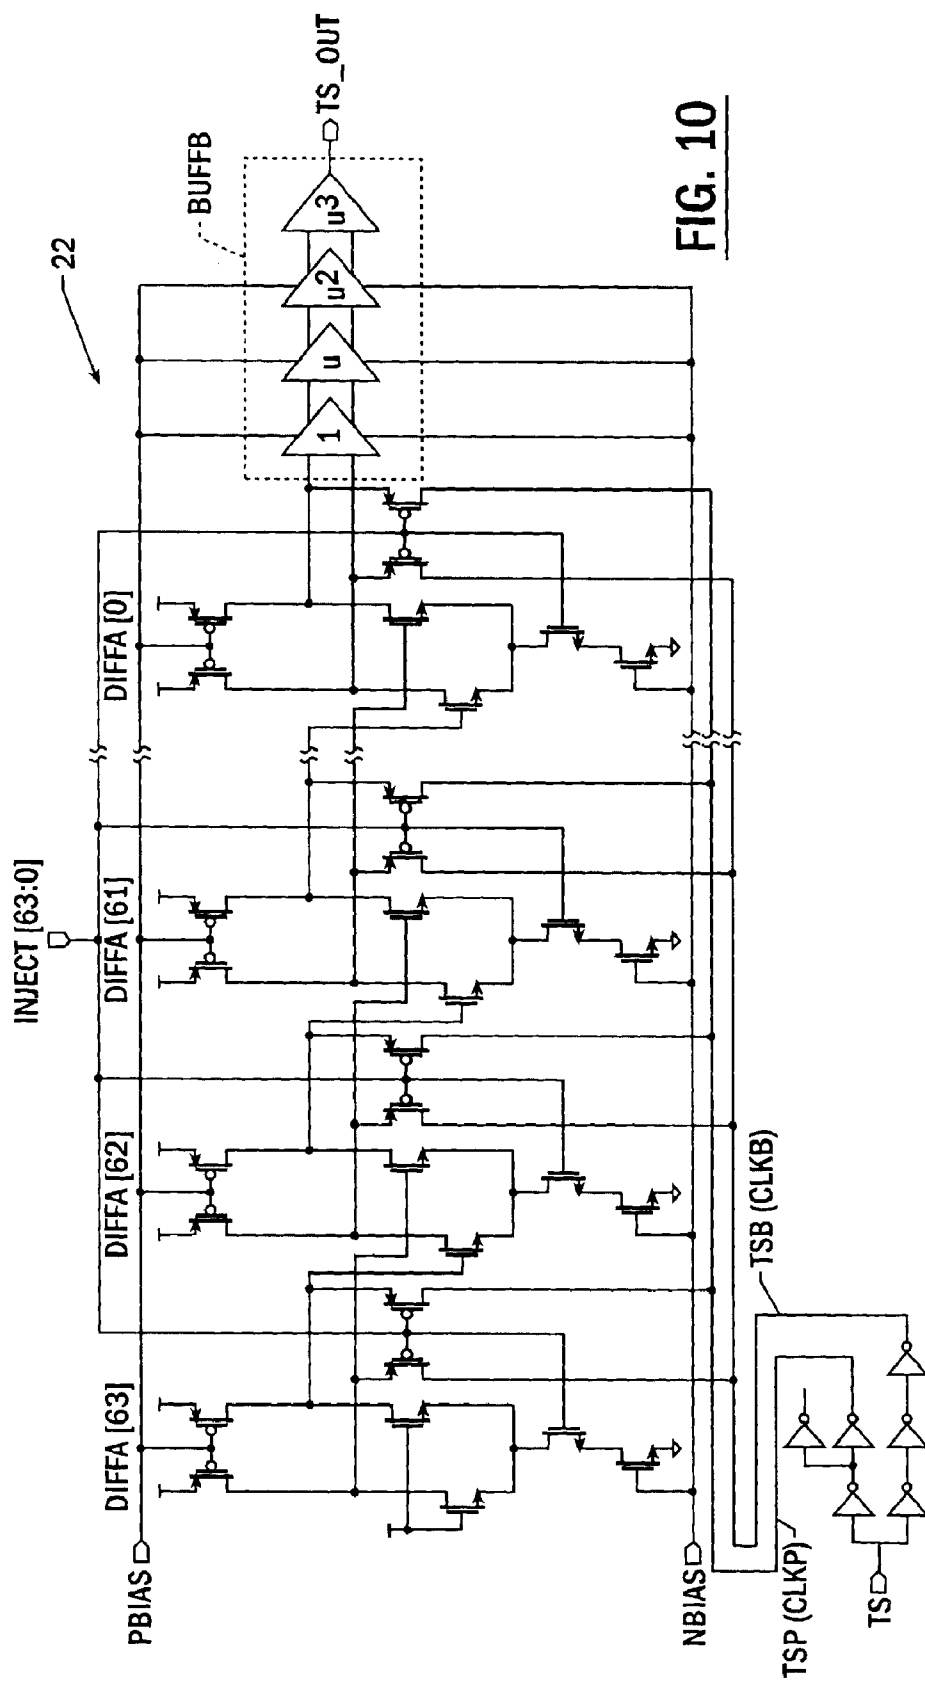 INJECT [63:0]
DIFFA [63]
DIFFA [62]
DIFFA [61]
DIFFA [0]
22
BUFFB
PBIAS
1
u
u2
u3
TS_OUT
NBIAS
TSP (CLKP)
TSB (CLKB)
TS
FIG. 10